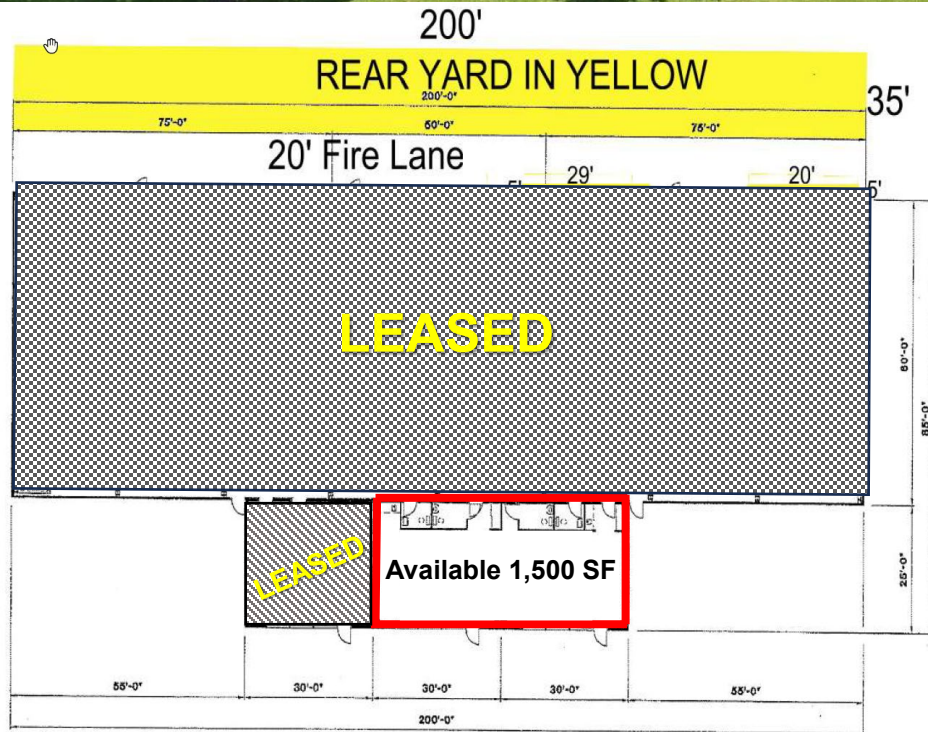 200'
REAR YARD IN YELLOW
200'-0"
35'
75'-0" 50'-0" 75'-0"
20' Fire Lane
29' 20' 5'
LEASED
60'-0"
85'-0"
LEASED
Available 1,500 SF
25'-0"
55'-0" 30'-0" 30'-0" 30'-0" 55'-0"
200'-0"